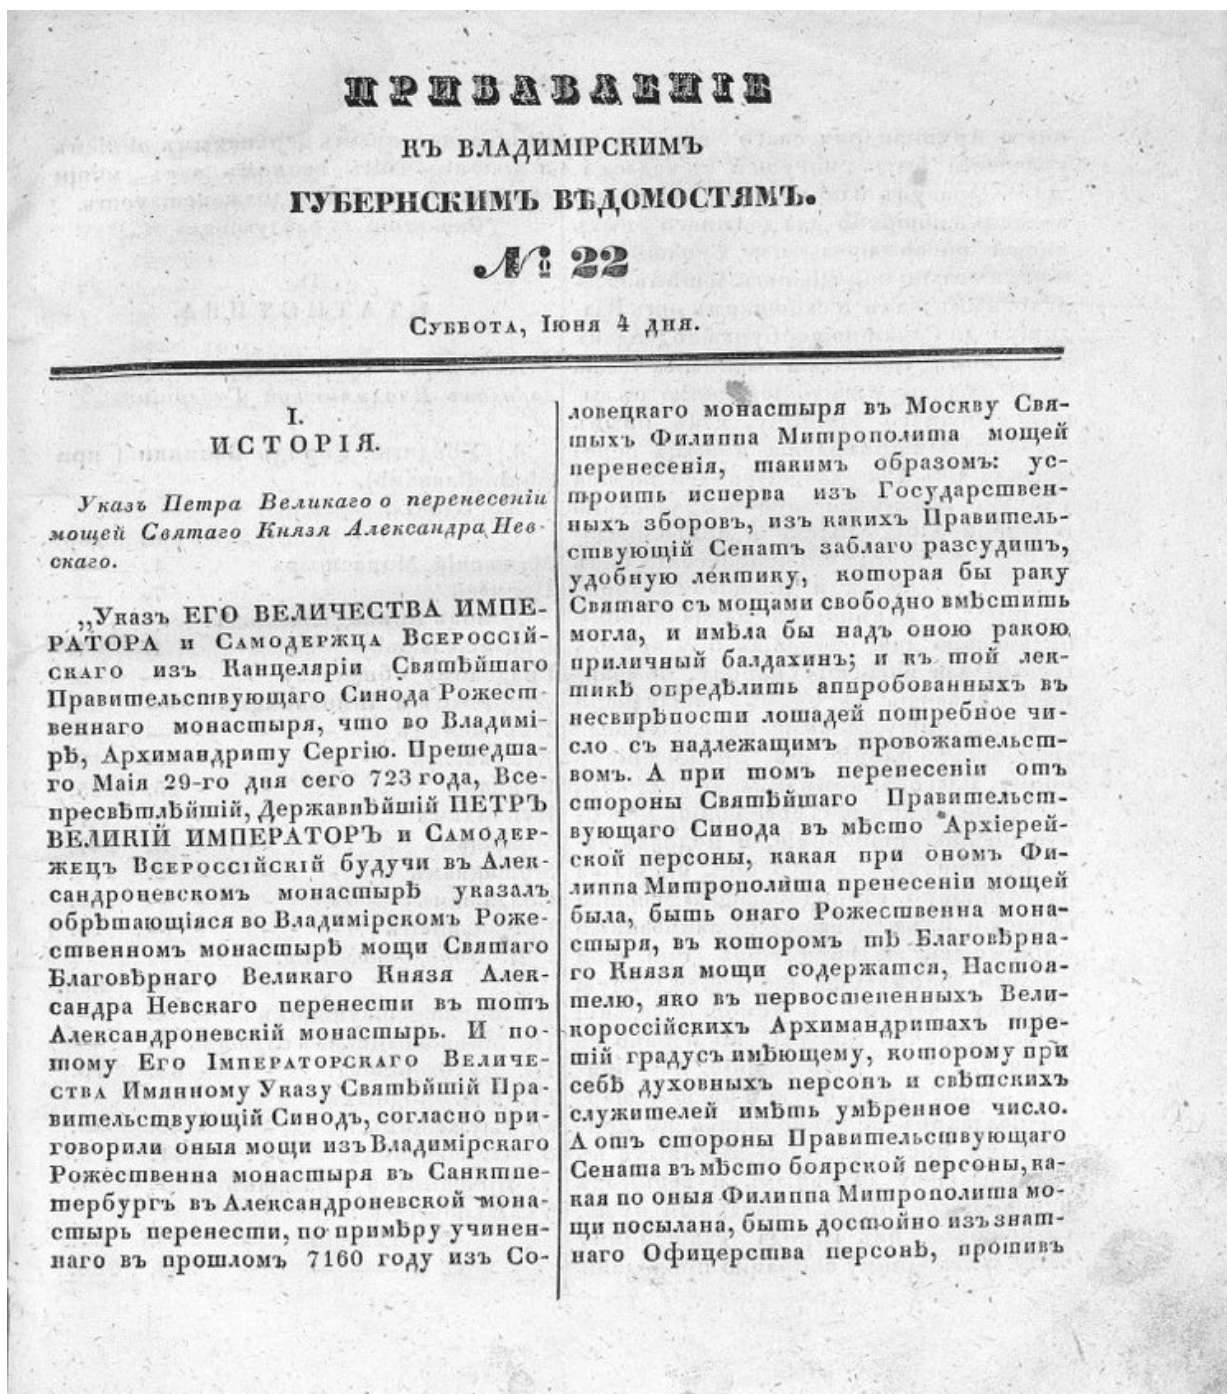 ПРИБАВЛЕНІЕ
КЪ ВЛАДИМІРСКИМЪ
ГУБЕРНСКИМЪ ВѢДОМОСТЯМЪ.
№ 22
Суббота, Іюня 4 дня.
I.
ИСТОРІЯ.
Указъ Петра Великаго о перенесеніи
мощей Святаго Князя Александра Нев-
скаго.
„Указъ ЕГО ВЕЛИЧЕСТВА ИМПЕ-
РАТОРА и Самодержца Всероссій-
скаго изъ Канцеляріи Святѣйшаго
Правительствующаго Синода Рожест-
веннаго монастыря, что во Владимі-
рѣ, Архимандриту Сергію. Прешедша-
го Маія 29-го дня сего 723 года, Все-
пресвѣтлѣйшій, Державнѣйшій ПЕТРЪ
ВЕЛИКІЙ ИМПЕРАТОРЪ и Самодер-
жецъ Всероссійскій будучи въ Алек-
сандроневскомъ монастырѣ указалъ
обрѣтающіяся во Владимірскомъ Роже-
ственномъ монастырѣ мощи Святаго
Благовѣрнаго Великаго Князя Алек-
сандра Невскаго перенести въ тотъ
Александроневскій монастырь. И по-
тому Его Императорскаго Величе-
ства Имянному Указу Святѣйшій Пра-
вительствующій Синодъ, согласно при-
говорили оныя мощи изъ Владимірскаго
Рожественна монастыря въ Санктпе-
тербургъ въ Александроневской мона-
стырь перенести, по примѣру учинен-
наго въ прошломъ 7160 году изъ Со-
ловецкаго монастыря въ Москву Свя-
тыхъ Филиппа Митрополита мощей
перенесенія, такимъ образомъ: ус-
троить исперва изъ Государствен-
ныхъ зборовъ, изъ какихъ Правитель-
ствующій Сенатъ заблаго разсудитъ,
удобную лектику, которая бы раку
Святаго съ мощами свободно вмѣстить
могла, и имѣла бы надъ оною ракою
приличный балдахинъ; и къ той лек-
тикѣ опредѣлить аппробованныхъ въ
несвирѣпости лошадей потребное чи-
сло съ надлежащимъ провожательст-
вомъ. А при томъ перенесеніи отъ
стороны Святѣйшаго Правительст-
вующаго Синода въ мѣсто Архіерей-
ской персоны, какая при ономъ Фи-
липпа Митрополита пренесеніи мощей
была, быть онаго Рожественна мона-
стыря, въ которомъ тѣ Благовѣрна-
го Князя мощи содержатся, Настоя-
телю, яко въ первостепенныхъ Вели-
короссійскихъ Архимандритахъ тре-
тій градусъ имѣющему, которому при
себѣ духовныхъ персонъ и свѣтскихъ
служителей имѣть умѣренное число.
А отъ стороны Правительствующаго
Сената въ мѣсто боярской персоны, ка-
кая по оныя Филиппа Митрополита мо-
щи посылана, быть достойно изъ знат-
наго Офицерства персонѣ, противъ